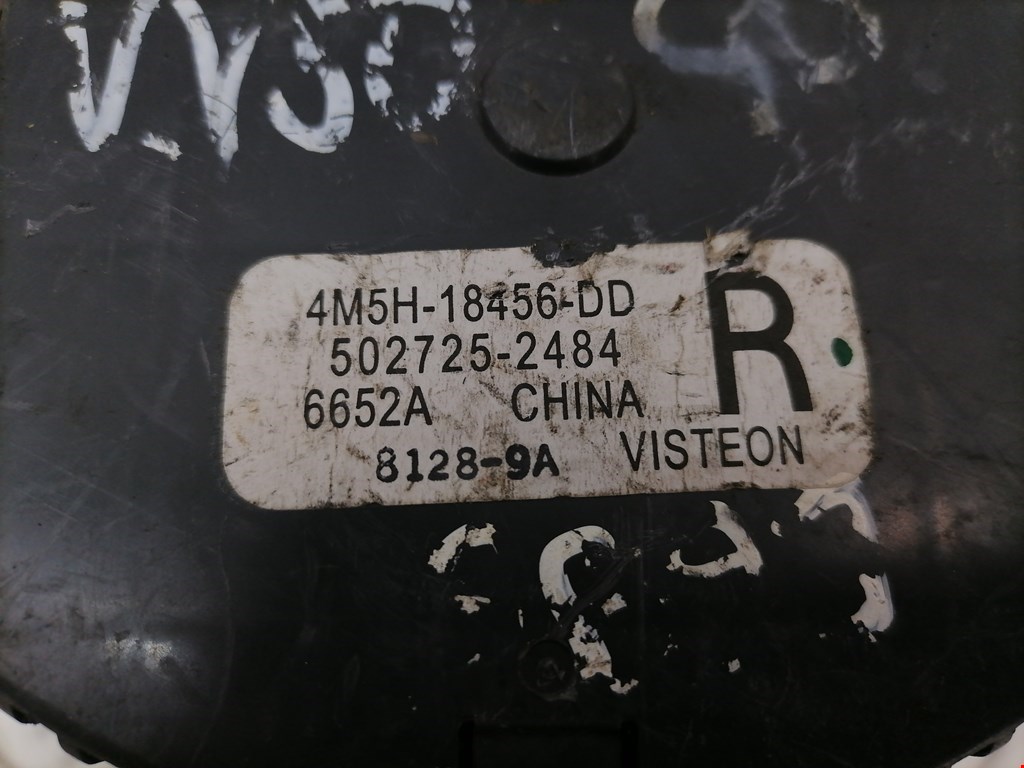 4M5H-18456-DD
502725-2484
R
6652A CHINA
8128-9A VISTEON